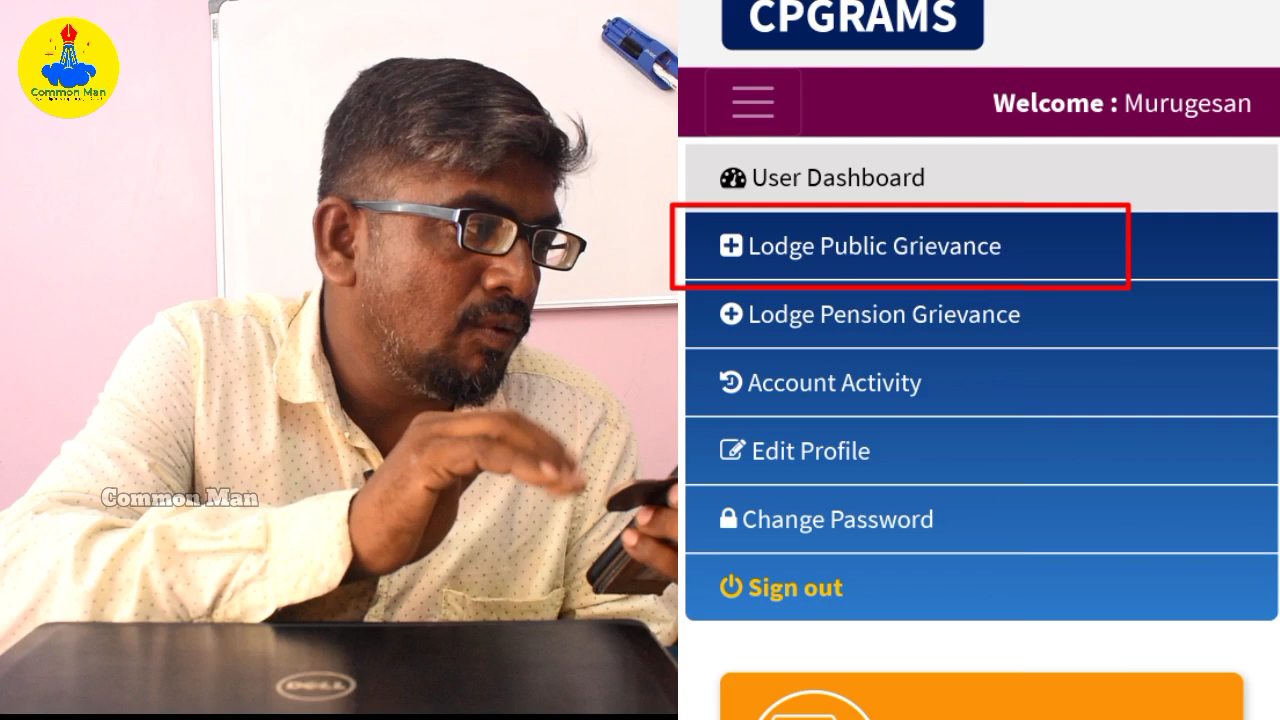 Common Man
Common Man
DELL
CPGRAMS
Welcome : Murugesan
User Dashboard
Lodge Public Grievance
Lodge Pension Grievance
Account Activity
Edit Profile
Change Password
Sign out